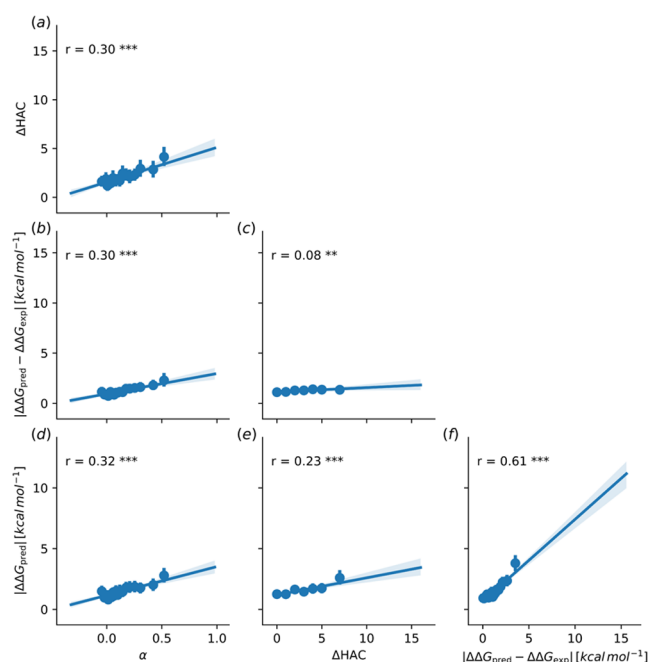 (a)
r = 0.30 ***
15
10
5
0
ΔHAC
(b)
r = 0.30 ***
15
10
5
0
|ΔΔG_pred − ΔΔG_exp| [kcal mol⁻¹]
(c)
r = 0.08 **
(d)
r = 0.32 ***
10
5
0
|ΔΔG_pred| [kcal mol⁻¹]
0.0 0.5 1.0
α
(e)
r = 0.23 ***
0 5 10 15
ΔHAC
(f)
r = 0.61 ***
0 5 10 15
|ΔΔG_pred − ΔΔG_exp| [kcal mol⁻¹]